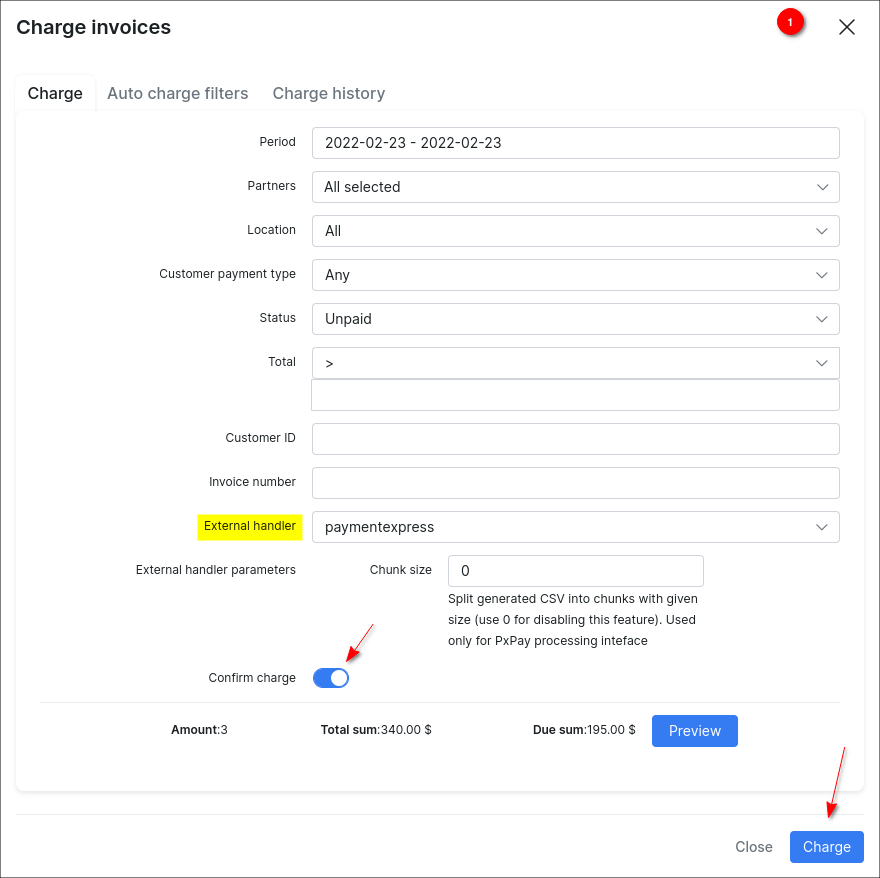 Charge invoices
1
Charge Auto charge filters Charge history
Period 2022-02-23 - 2022-02-23
Partners All selected
Location All
Customer payment type Any
Status Unpaid
Total >
Customer ID
Invoice number
External handler paymentexpress
External handler parameters Chunk size 0
Split generated CSV into chunks with given
size (use 0 for disabling this feature). Used
only for PxPay processing inteface
Confirm charge
Amount:3 Total sum:340.00 $ Due sum:195.00 $ Preview
Close Charge